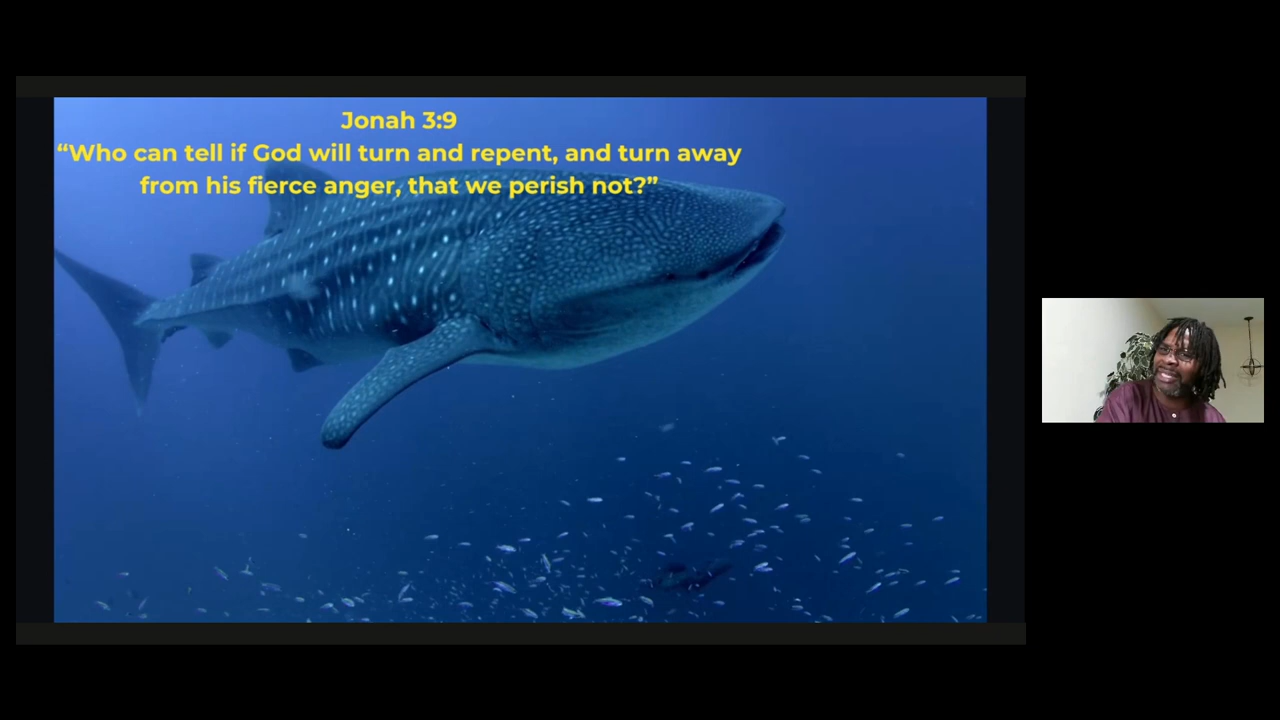 Jonah 3:9
“Who can tell if God will turn and repent, and turn away
from his fierce anger, that we perish not?”